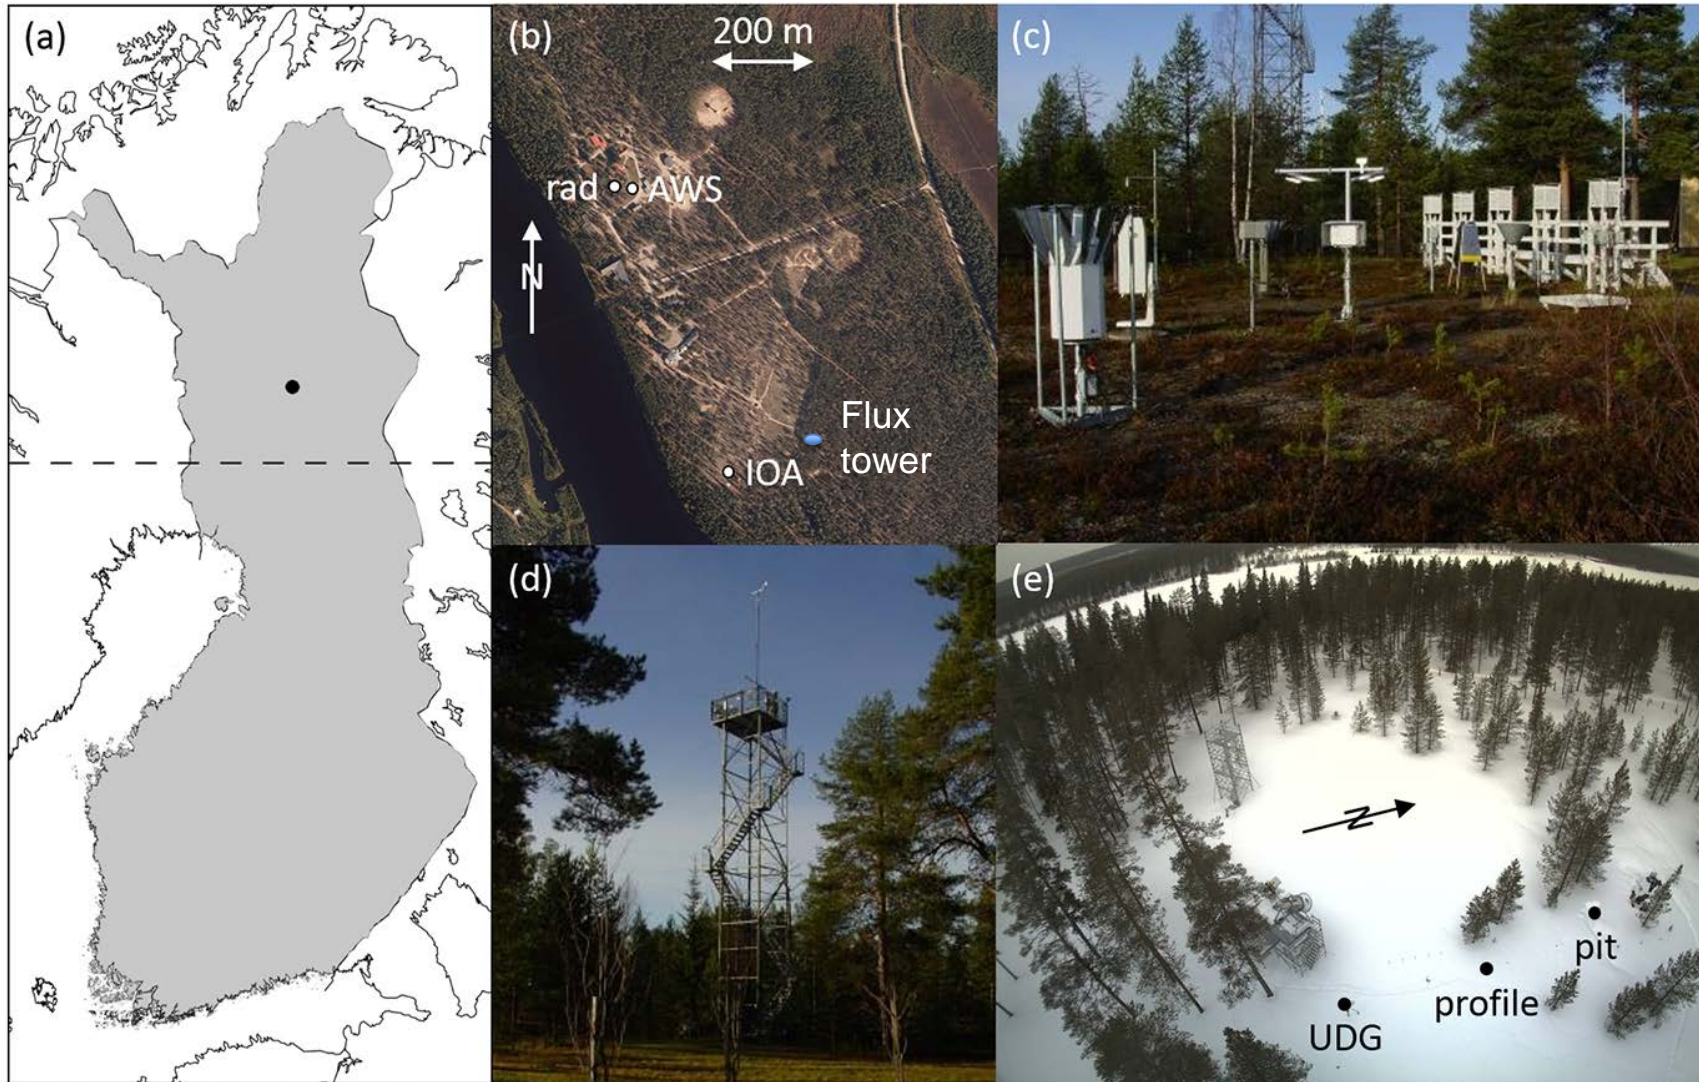 (a)
(b)
200 m
rad
AWS
N
Flux
tower
IOA
(c)
(d)
(e)
N
pit
profile
UDG